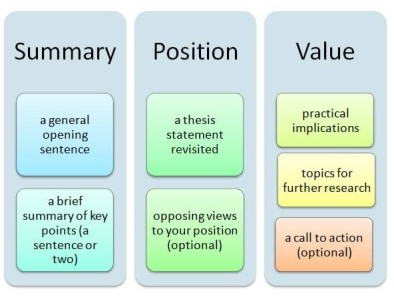 Summary
a general
opening
sentence
a brief
summary of key
points (a
sentence or
two)
Position
a thesis
statement
revisited
opposing views
to your position
(optional)
Value
practical
implications
topics for
further research
a call to action
(optional)